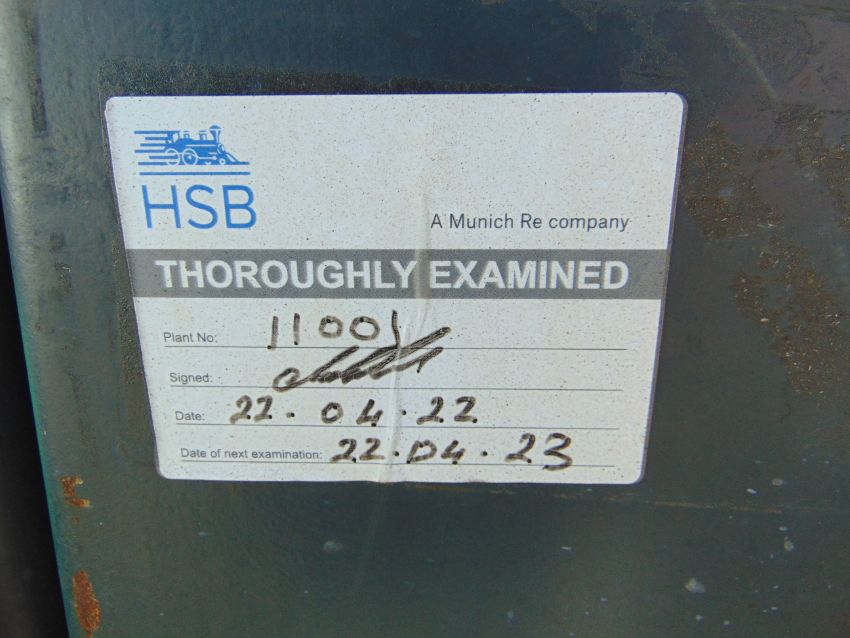 HSB
A Munich Re company
THOROUGHLY EXAMINED
Plant No: 11001
Signed:
Date: 22.04.22
Date of next examination: 22.04.23